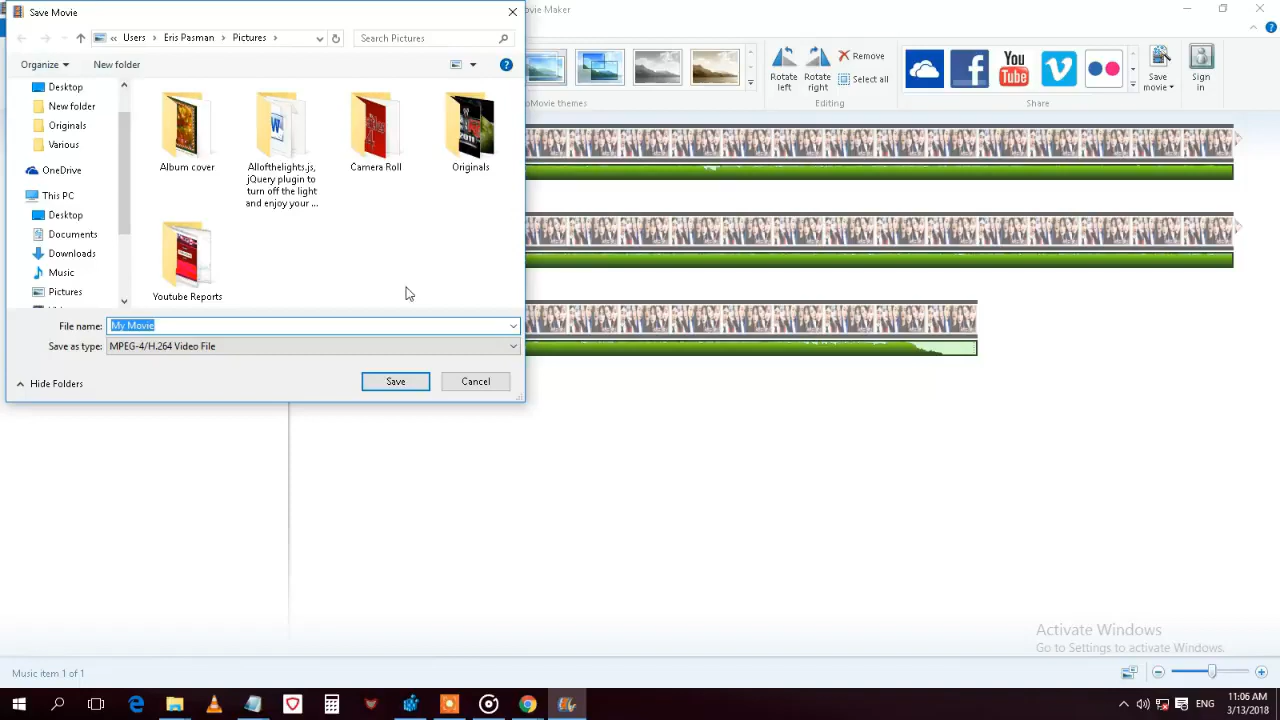 Save Movie
ovie Maker
« Users › Eris Pasman › Pictures ›
Search Pictures
Organize
New folder
Desktop
New folder
Originals
Various
OneDrive
This PC
Desktop
Documents
Downloads
Music
Pictures
Album cover
Allofthelights.js,
jQuery plugin to
turn off the light
and enjoy your ...
Camera Roll
Originals
Youtube Reports
File name: My Movie
Save as type: MPEG-4/H.264 Video File
Hide Folders
Save
Cancel
oMovie themes
Rotate
left
Rotate
right
Remove
Select all
Editing
You
Tube
Share
Save
movie
Sign
in
Activate Windows
Go to Settings to activate Windows.
Music item 1 of 1
ENG
11:06 AM
3/13/2018